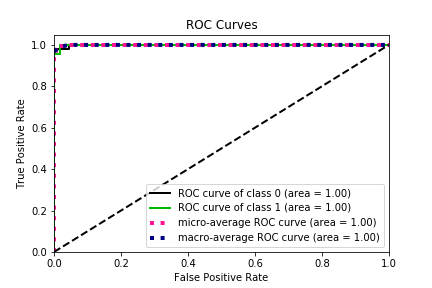 ROC Curves
True Positive Rate
1.0
0.8
0.6
0.4
0.2
0.0
ROC curve of class 0 (area = 1.00)
ROC curve of class 1 (area = 1.00)
micro-average ROC curve (area = 1.00)
macro-average ROC curve (area = 1.00)
0.0 0.2 0.4 0.6 0.8 1.0
False Positive Rate